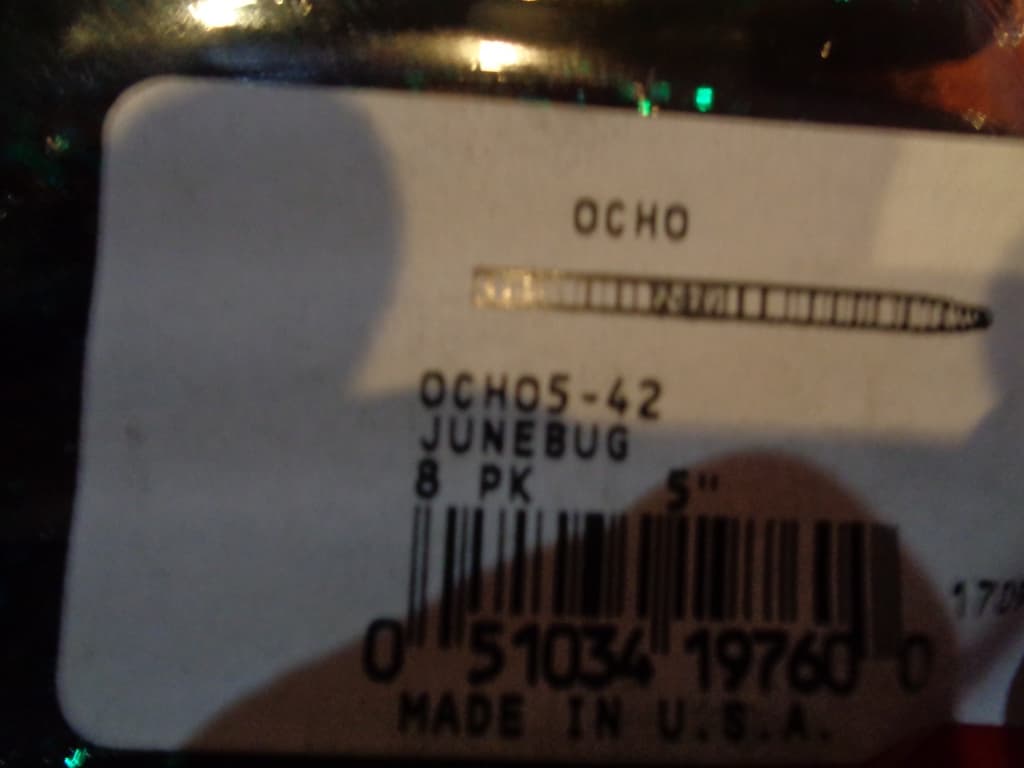 OCHO
OCHO5-42
JUNEBUG
8 PK 5"
0 51034 19760 0
MADE IN U.S.A.